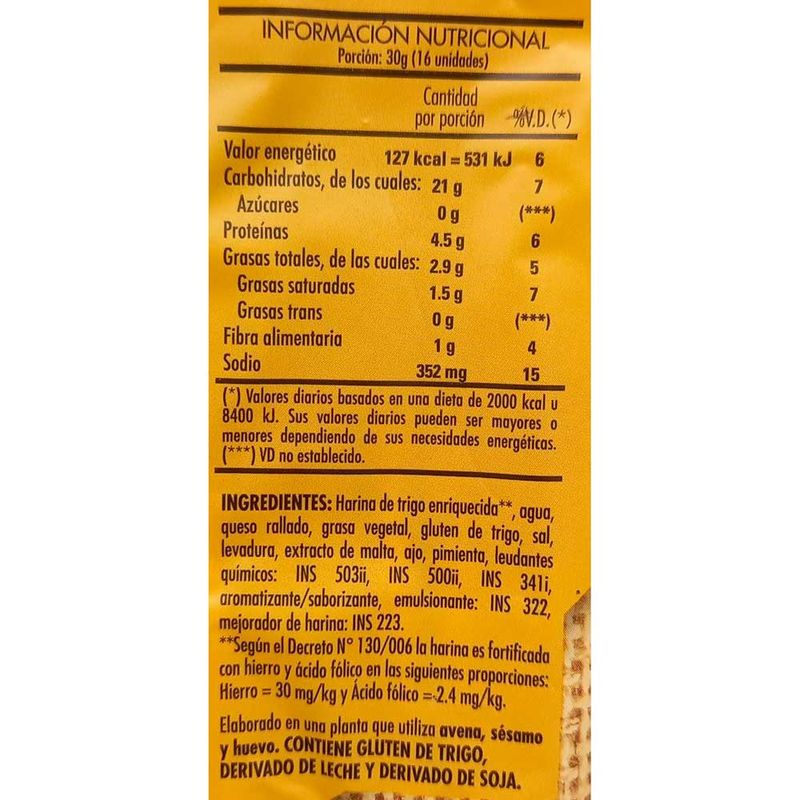 INFORMACIÓN NUTRICIONAL
Porción: 30g (16 unidades)
Cantidad
por porción %V.D.(*)
Valor energético 127 kcal = 531 kJ 6
Carbohidratos, de los cuales: 21 g 7
Azúcares 0 g (***)
Proteínas 4.5 g 6
Grasas totales, de las cuales: 2.9 g 5
Grasas saturadas 1.5 g 7
Grasas trans 0 g (***)
Fibra alimentaria 1 g 4
Sodio 352 mg 15
(*) Valores diarios basados en una dieta de 2000 kcal u
8400 kJ. Sus valores diarios pueden ser mayores o
menores dependiendo de sus necesidades energéticas.
(***) VD no establecido.
INGREDIENTES: Harina de trigo enriquecida**, agua,
queso rallado, grasa vegetal, gluten de trigo, sal,
levadura, extracto de malta, ajo, pimienta, leudantes
químicos: INS 503ii, INS 500ii, INS 341i,
aromatizante/saborizante, emulsionante: INS 322,
mejorador de harina: INS 223.
**Según el Decreto N° 130/006 la harina es fortificada
con hierro y ácido fólico en las siguientes proporciones:
Hierro = 30 mg/kg y Ácido fólico = 2.4 mg/kg.
Elaborado en una planta que utiliza avena, sésamo
y huevo. CONTIENE GLUTEN DE TRIGO,
DERIVADO DE LECHE Y DERIVADO DE SOJA.